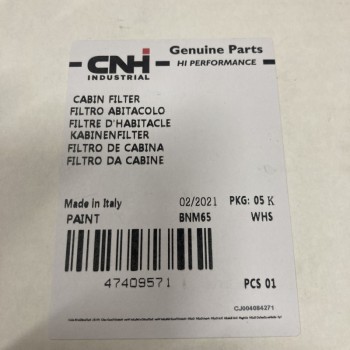 CNH
INDUSTRIAL
Genuine Parts
HI PERFORMANCE
CABIN FILTER
FILTRO ABITACOLO
FILTRE D'HABITACLE
KABINENFILTER
FILTRO DE CABINA
FILTRO DA CABINE
Made in Italy 02/2021 PKG: 05 K
PAINT BNM65 WHS
47409571 PCS 01
CJ004084271